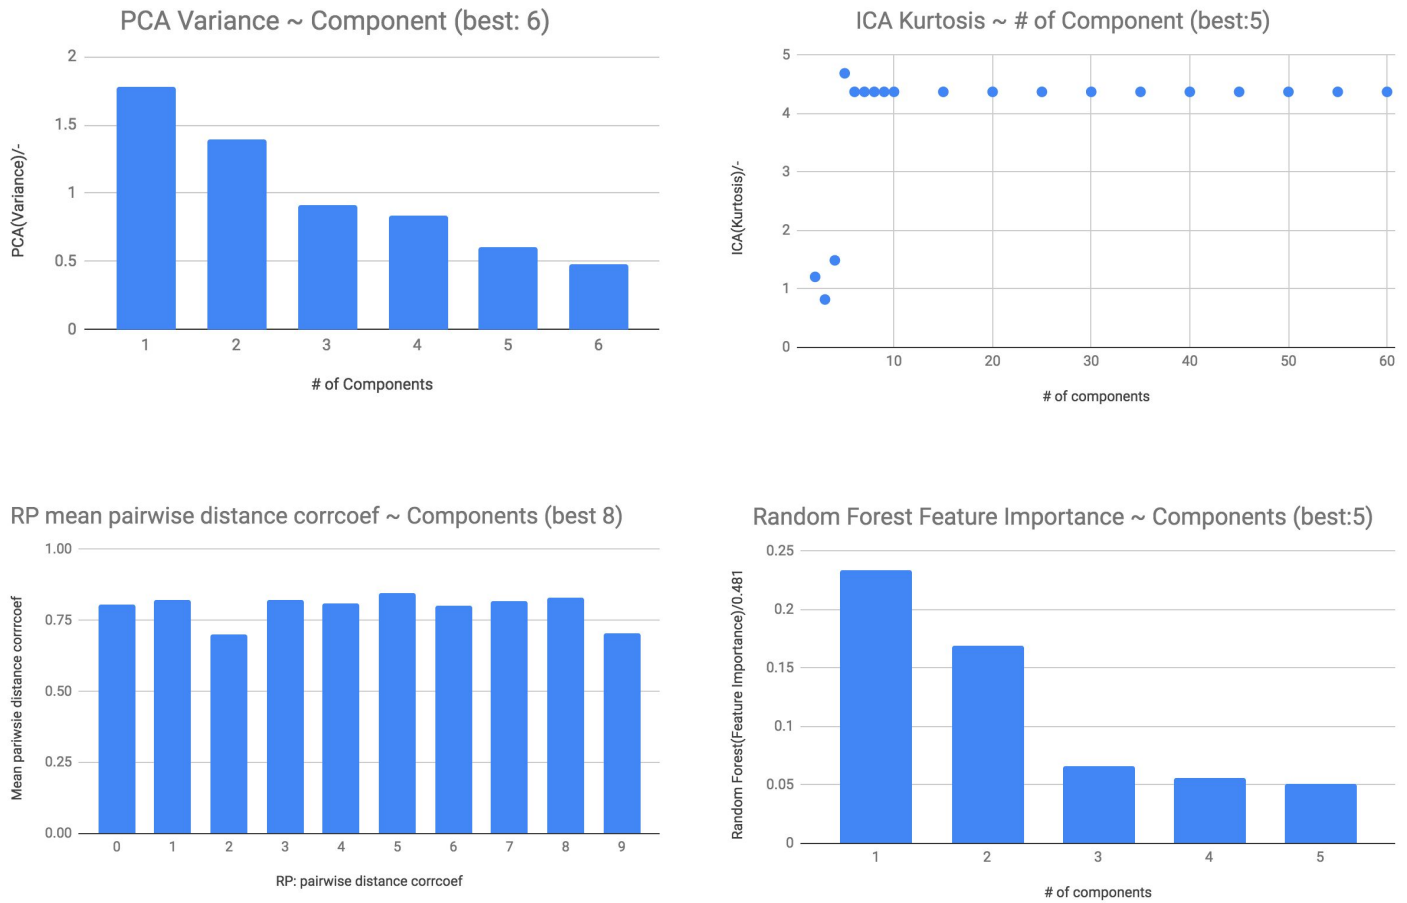 PCA Variance ~ Component (best: 6)
2
1.5
1
0.5
0
PCA(Variance)/-
1 2 3 4 5 6
# of Components
ICA Kurtosis ~ # of Component (best:5)
5
4
3
2
1
0
ICA(Kurtosis)/-
10 20 30 40 50 60
# of components
RP mean pairwise distance corrcoef ~ Components (best 8)
1.00
0.75
0.50
0.25
0.00
Mean pariwsie distance corrrcoef
0 1 2 3 4 5 6 7 8 9
RP: pairwise distance corrcoef
Random Forest Feature Importance ~ Components (best:5)
0.25
0.2
0.15
0.1
0.05
0
Random Forest(Feature Importance)/0.481
1 2 3 4 5
# of components